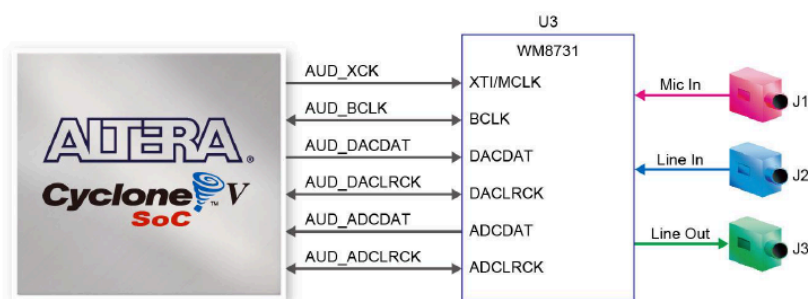 U3
WM8731
AUD_XCK
XTI/MCLK
Mic In
J1
AUD_BCLK
BCLK
AUD_DACDAT
DACDAT
Line In
J2
AUD_DACLRCK
DACLRCK
AUD_ADCDAT
ADCDAT
Line Out
J3
AUD_ADCLRCK
ADCLRCK
ALTERA®
Cyclone™ V
SoC